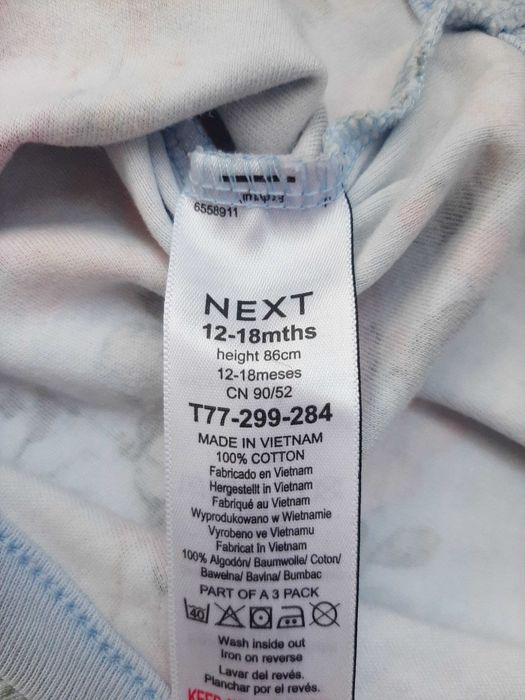 6558911
NEXT
12-18mths
height 86cm
12-18meses
CN 90/52
T77-299-284
MADE IN VIETNAM
100% COTTON
Fabricado en Vietnam
Hergestellt in Vietnam
Fabriqué au Vietnam
Wyprodukowano w Wietnamie
Vyrobeno ve Vietnamu
Fabricat în Vietnam
100% Algodón/ Baumwolle/ Coton/
Bawełna/ Bavlna/ Bumbac
PART OF A 3 PACK
40
Wash inside out
Iron on reverse
Lavar del revés.
Planchar por el revés.
KEEP